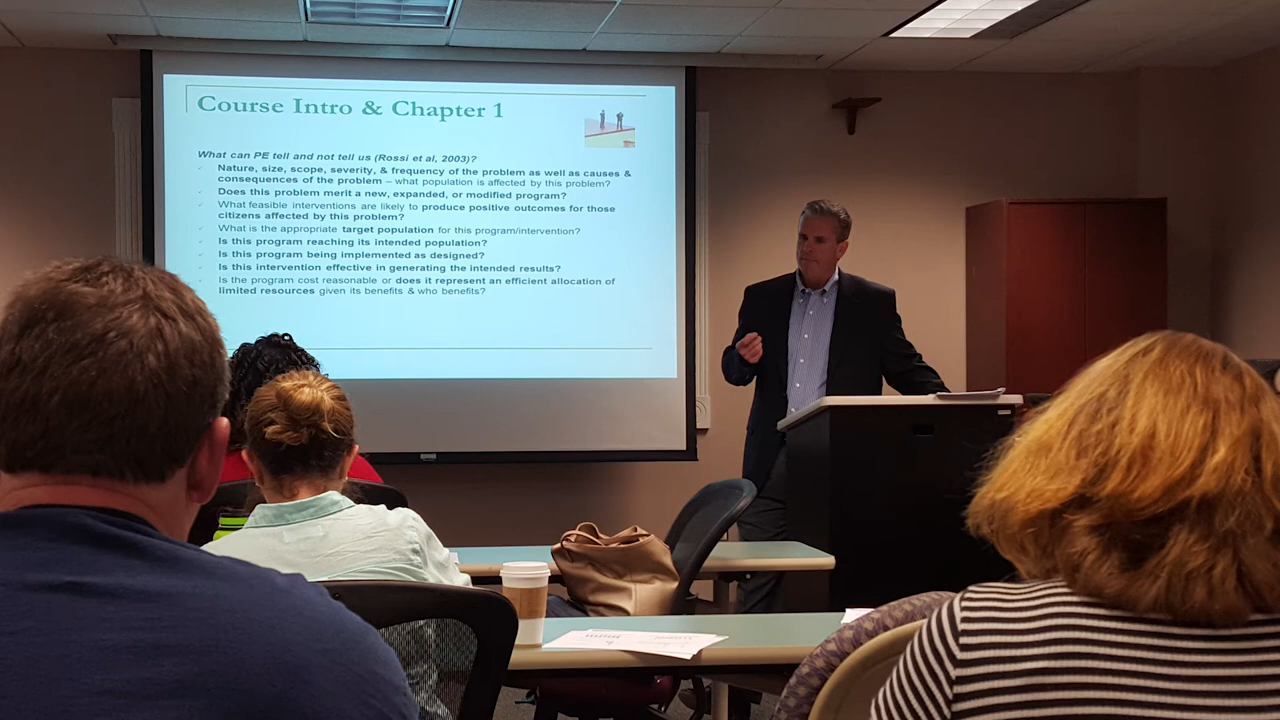 Course Intro & Chapter 1
What can PE tell and not tell us (Rossi et al, 2003)?
Nature, size, scope, severity, & frequency of the problem as well as causes &
consequences of the problem – what population is affected by this problem?
Does this problem merit a new, expanded, or modified program?
What feasible interventions are likely to produce positive outcomes for those
citizens affected by this problem?
What is the appropriate target population for this program/intervention?
Is this program reaching its intended population?
Is this program being implemented as designed?
Is this intervention effective in generating the intended results?
Is the program cost reasonable or does it represent an efficient allocation of
limited resources given its benefits & who benefits?